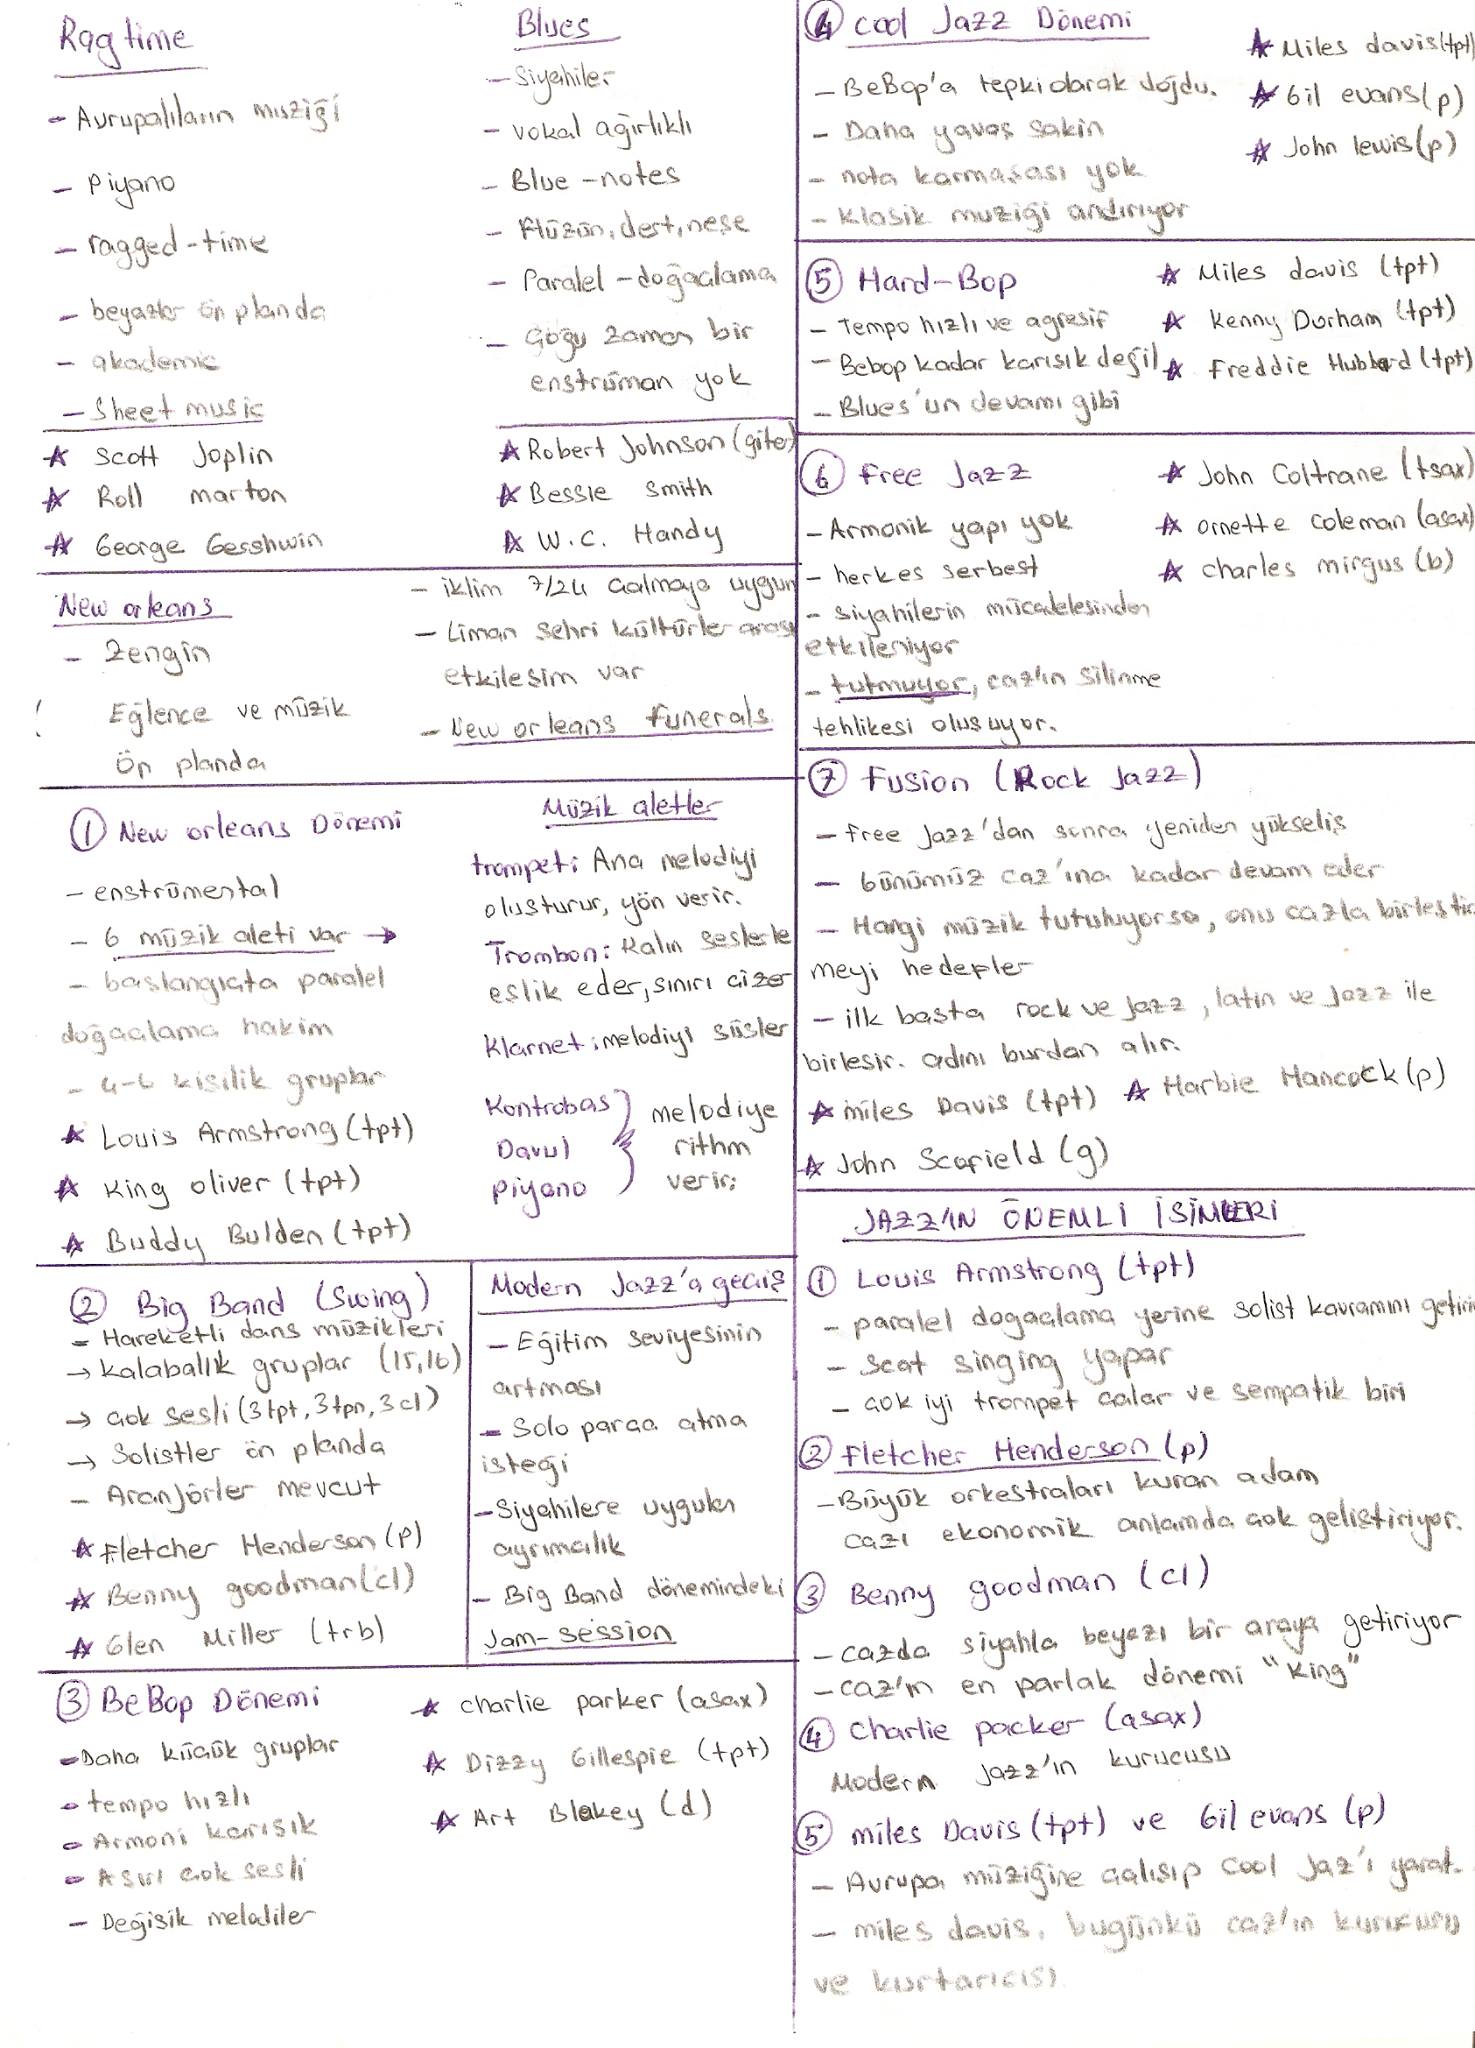 Ragtime
- Avrupalıların müziği
- Piyano
- ragged-time
- beyazlar ön planda
- akademic
- Sheet music
★ Scott Joplin
★ Roll marton
★ George Gershwin
Blues
- Siyahiler
- vokal ağırlıklı
- Blue-notes
- Hüzün, dert, neşe
- Paralel-doğaçlama
- Çoğu zaman bir
enstrüman yok
★ Robert Johnson (gitar)
★ Bessie Smith
★ W.C. Handy
New orleans
- Zengin
Eğlence ve müzik
Ön planda
- iklim 7/24 Çalmaya uygun
- Liman Şehri kültürler arası
etkileşim var
- New orleans funerals
① New orleans Dönemi
- enstrümental
- 6 müzik aleti var →
- başlangıçta paralel
doğaçlama hakim
- 4-6 kişilik gruplar
★ Louis Armstrong (tpt)
★ King oliver (tpt)
★ Buddy Bulden (tpt)
Müzik aletler
trompet: Ana melodiyi
oluşturur, yön verir.
Trombon: Kalın seslerle
eşlik eder, sınırı çizer
Klarnet: melodiyi süsler
Kontrobas
Davul
Piyano
melodiye
rithm
verir.
② Big Band (Swing)
- Hareketli dans müzikleri
→ kalabalık gruplar (15,16)
→ çok sesli (3tpt, 3tpn, 3cl)
→ Solistler ön planda
- Aranjörler mevcut
★ Fletcher Henderson (p)
★ Benny goodman (cl)
★ Glen Miller (trb)
Modern Jazz'a geçiş
- Eğitim seviyesinin
artması
- Solo parça atma
isteği
- Siyahilere uygulan
ayrımcılık
- Big Band dönemindeki
Jam-session
③ BeBop Dönemi
- Daha küçük gruplar
- tempo hızlı
- Armoni karışık
- Aşırı çok sesli
- Değişik melodiler
★ charlie parker (asax)
★ Dizzy Gillespie (tpt)
★ Art Blakey (d)
④ cool Jazz Dönemi
- BeBop'a tepki olarak doğdu.
- Daha yavaş sakin
- nota karmaşası yok
- Klasik müziği andırıyor
★ Miles davis (tpt)
★ Gil evans (p)
★ John lewis (p)
⑤ Hard-Bop
- Tempo hızlı ve agresif
- Bebop kadar karışık değil
- Blues'un devamı gibi
★ Miles davis (tpt)
★ Kenny Dorham (tpt)
★ Freddie Hubbard (tpt)
⑥ Free Jazz
- Armonik yapı yok
- herkes serbest
- siyahilerin mücadelesinden
etkileniyor
- tutmuyor, caz'ın silinme
tehlikesi oluşuyor.
★ John Coltrane (tsax)
★ ornette coleman (asax)
★ charles mingus (b)
⑦ Fusion (Rock Jazz)
- Free Jazz'dan sonra yeniden yükseliş
- Günümüz caz'ına kadar devam eder
- Hangi müzik tutuluyorsa, onu cazla birleştir
meyi hedefler
- ilk başta rock ve jazz, latin ve jazz ile
birleşir. adını burdan alır.
★ miles Davis (tpt) ★ Harbie Hancock (p)
★ John Scofield (g)
JAZZ'IN ÖNEMLİ İSİMLERİ
① Louis Armstrong (tpt)
- paralel doğaçlama yerine solist kavramını getirir
- Scat singing yapar
- çok iyi trompet çalar ve sempatik biri
② Fletcher Henderson (p)
- Büyük orkestraları kuran adam
cazı ekonomik anlamda çok geliştiriyor.
③ Benny goodman (cl)
- cazda siyahla beyazı bir araya getiriyor
- caz'ın en parlak dönemi "King"
④ Charlie packer (asax)
Modern jazz'ın kurucusu
⑤ miles Davis (tpt) ve Gil evans (p)
- Avrupa müziğine çalışıp Cool Jaz'ı yarat.
- miles davis, bugünkü caz'ın kurucusu
ve kurtarıcısı